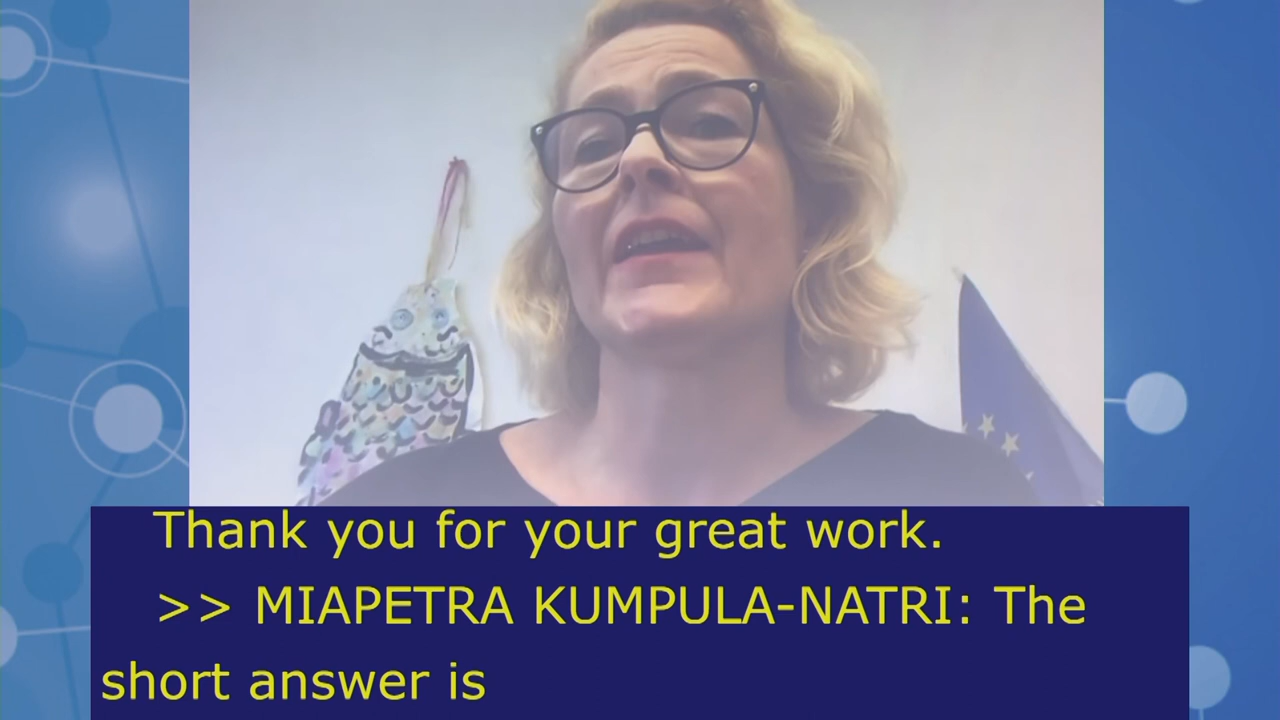 Thank you for your great work.
>> MIAPETRA KUMPULA-NATRI: The
short answer is